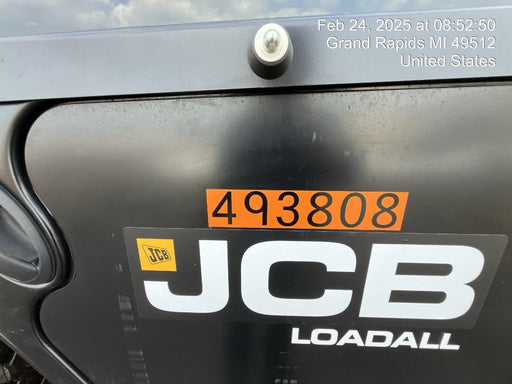 Feb 24, 2025 at 08:52:50
Grand Rapids MI 49512
United States
493808
JCB
JCB
LOADALL